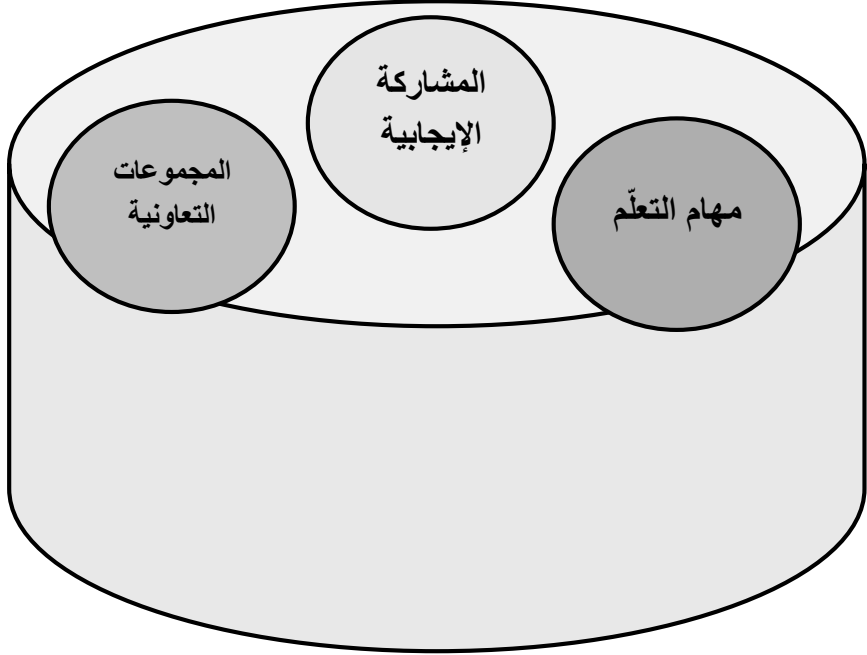 المشاركة
الإيجابية
مهام التعلّم
المجموعات
التعاونية